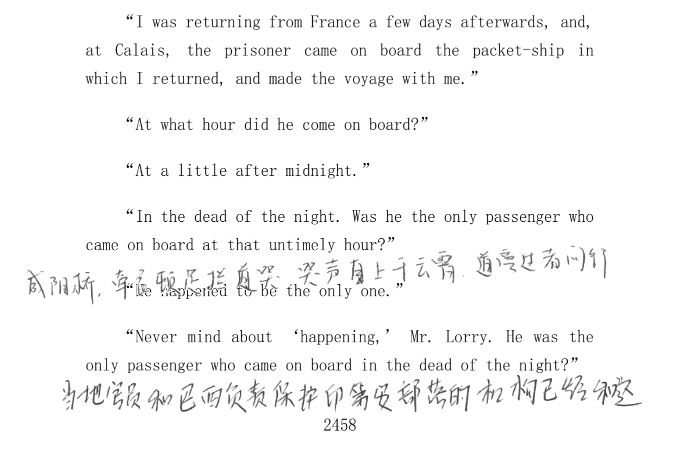 “I was returning from France a few days afterwards, and,
at Calais, the prisoner came on board the packet-ship in
which I returned, and made the voyage with me.”
“At what hour did he come on board?”
“At a little after midnight.”
“In the dead of the night. Was he the only passenger who
came on board at that untimely hour?”
咸阳桥，牵衣顿足拦道哭，哭声直上干云霄，道旁过者问行
“He happened to be the only one.”
“Never mind about ‘happening,’ Mr. Lorry. He was the
only passenger who came on board in the dead of the night?”
当地官员和巴西负责保护印第安部落的机构已经和这
2458